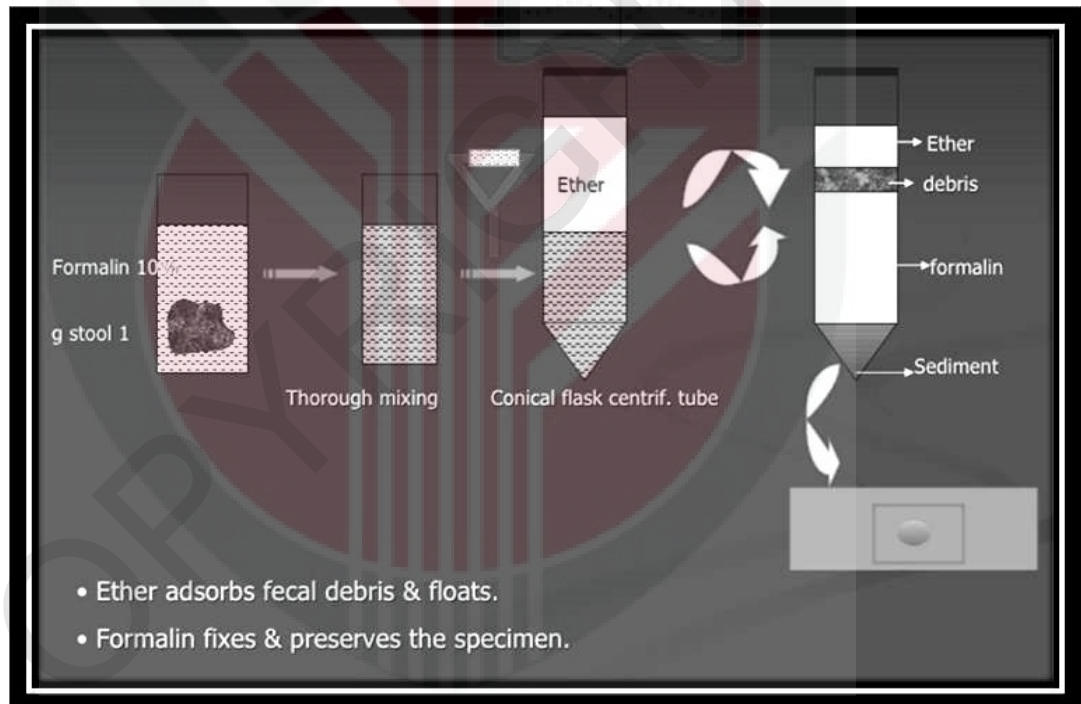 Ether
Ether
debris
Formalin 10%
formalin
g stool 1
Sediment
Thorough mixing
Conical flask centrif. tube
• Ether adsorbs fecal debris & floats.
• Formalin fixes & preserves the specimen.
COPYRIGHT